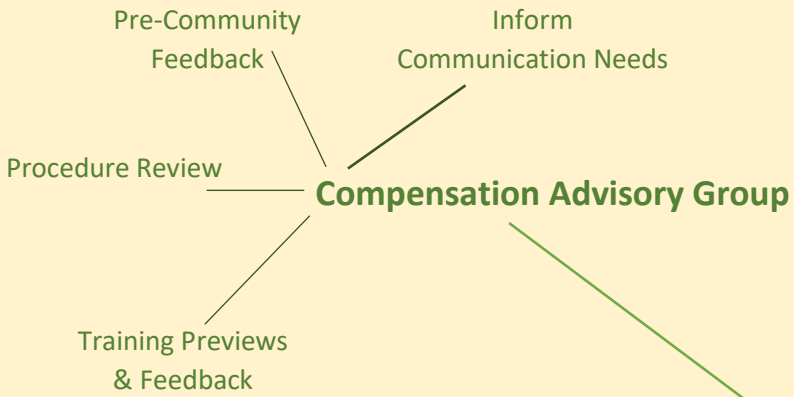 Pre-Community
Feedback
Inform
Communication Needs
Procedure Review
Compensation Advisory Group
Training Previews
& Feedback